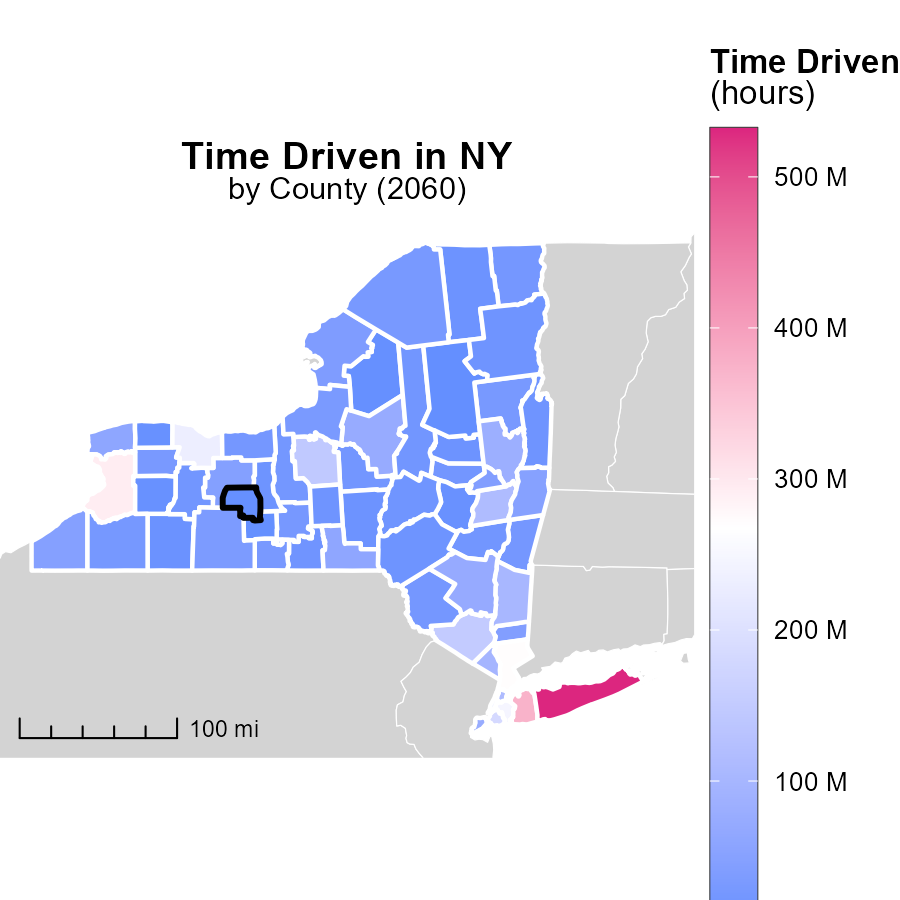 Time Driven
(hours)
Time Driven in NY
by County (2060)
500 M
400 M
300 M
200 M
100 M
100 mi